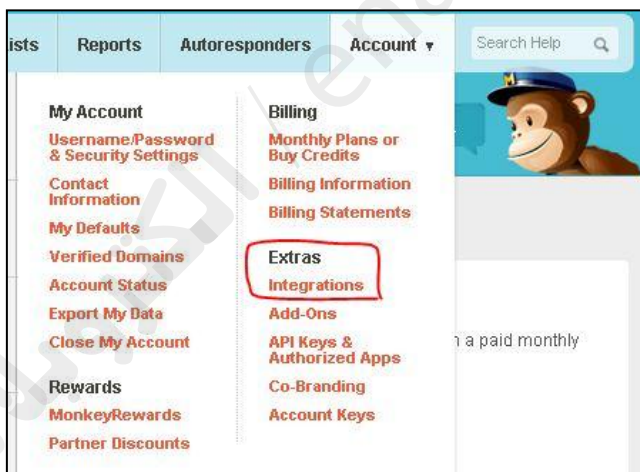 ists Reports Autoresponders Account ▾ Search Help
My Account
Username/Password
& Security Settings
Contact
Information
My Defaults
Verified Domains
Account Status
Export My Data
Close My Account
Rewards
MonkeyRewards
Partner Discounts
Billing
Monthly Plans or
Buy Credits
Billing Information
Billing Statements
Extras
Integrations
Add-Ons
API Keys &
Authorized Apps
Co-Branding
Account Keys
a paid monthly